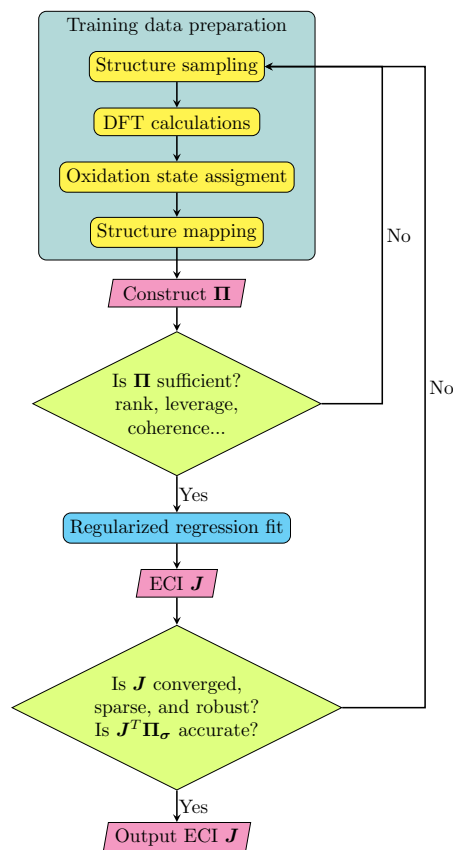 Training data preparation
Structure sampling
DFT calculations
Oxidation state assigment
Structure mapping
Construct Π
Is Π sufficient?
rank, leverage,
coherence...
No
Yes
Regularized regression fit
ECI J
Is J converged,
sparse, and robust?
Is J^T Π_σ accurate?
No
Yes
Output ECI J